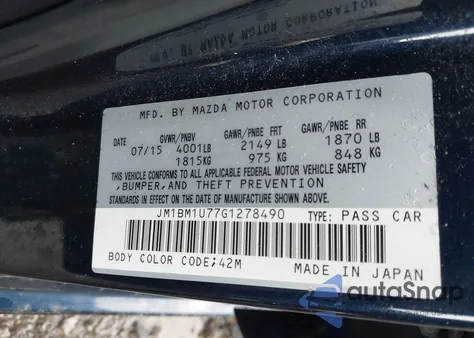 MFD. BY MAZDA MOTOR CORPORATION
DATE GVWR/PNBV GAWR/PNBE FRT GAWR/PNBE RR
07/15 4001LB 2149 LB 1870 LB
1815KG 975 KG 848 KG
THIS VEHICLE CONFORMS TO ALL APPLICABLE FEDERAL MOTOR VEHICLE SAFETY
,BUMPER,AND THEFT PREVENTION
STANDARDS IN EFFECT ON THE DATE OF MANUFACTURE SHOWN ABOVE.
JM1BM1U77G1278490 TYPE: PASS CAR
BODY COLOR CODE;42M
MADE IN JAPAN
autoSnap